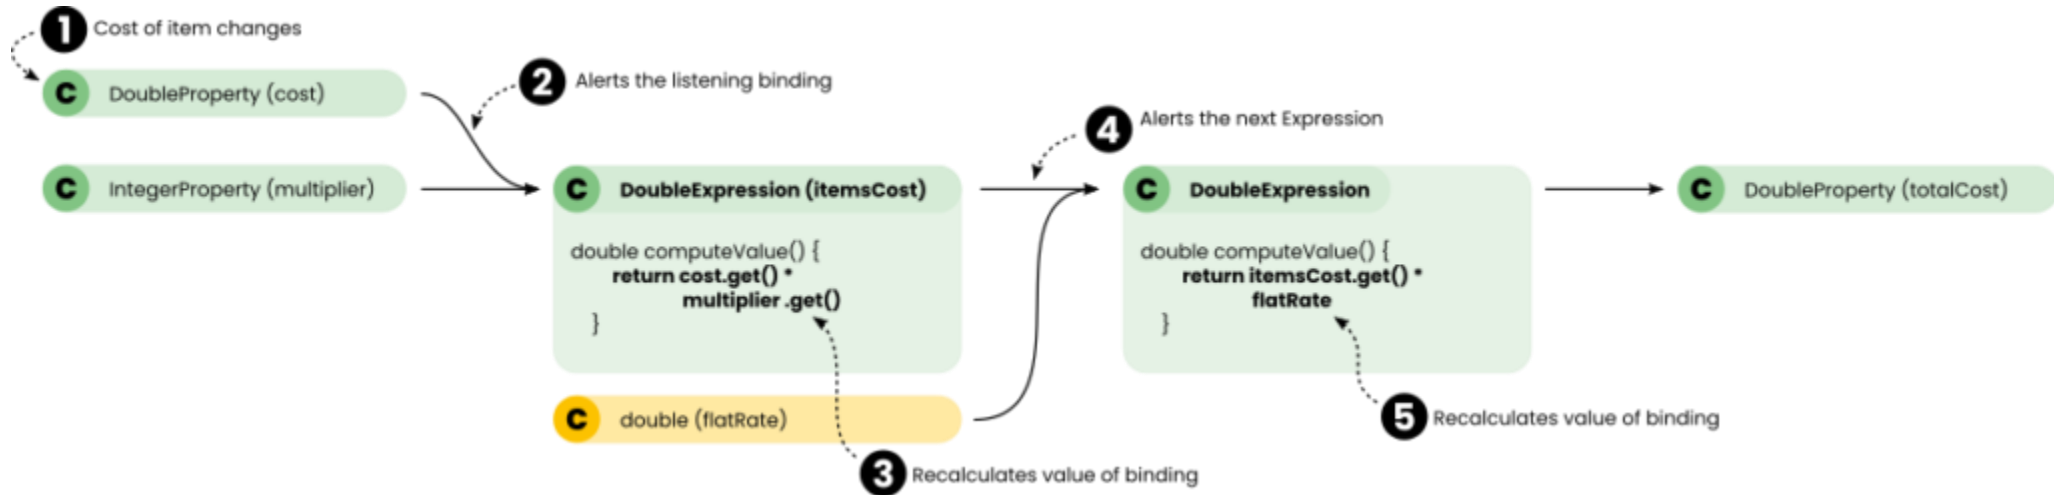 1 Cost of item changes
C DoubleProperty (cost)
2 Alerts the listening binding
4 Alerts the next Expression
C IntegerProperty (multiplier)
C DoubleExpression (itemsCost)
double computeValue() {
return cost.get() *
multiplier .get()
}
C DoubleExpression
double computeValue() {
return itemsCost.get() *
flatRate
}
C DoubleProperty (totalCost)
C double (flatRate)
3 Recalculates value of binding
5 Recalculates value of binding